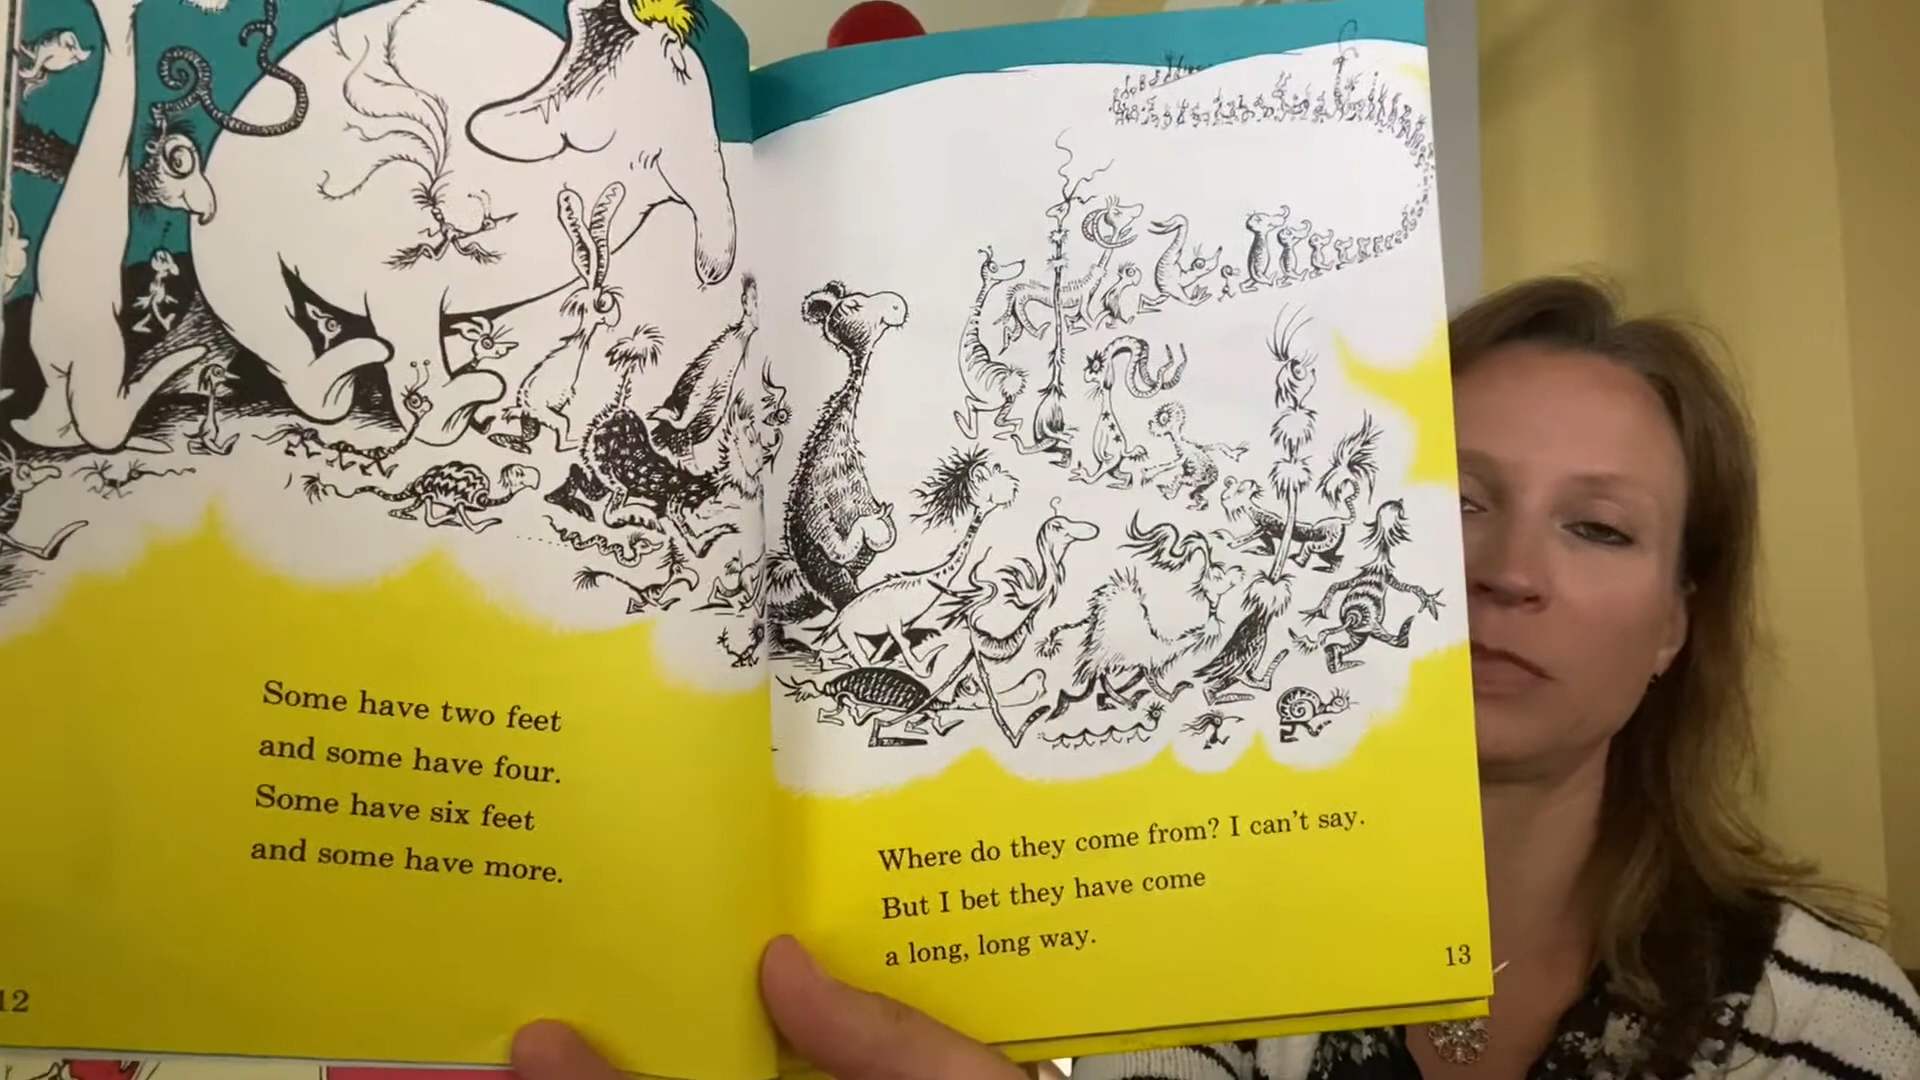 Some have two feet
and some have four.
Some have six feet
and some have more.
12
Where do they come from? I can't say.
But I bet they have come
a long, long way.
13